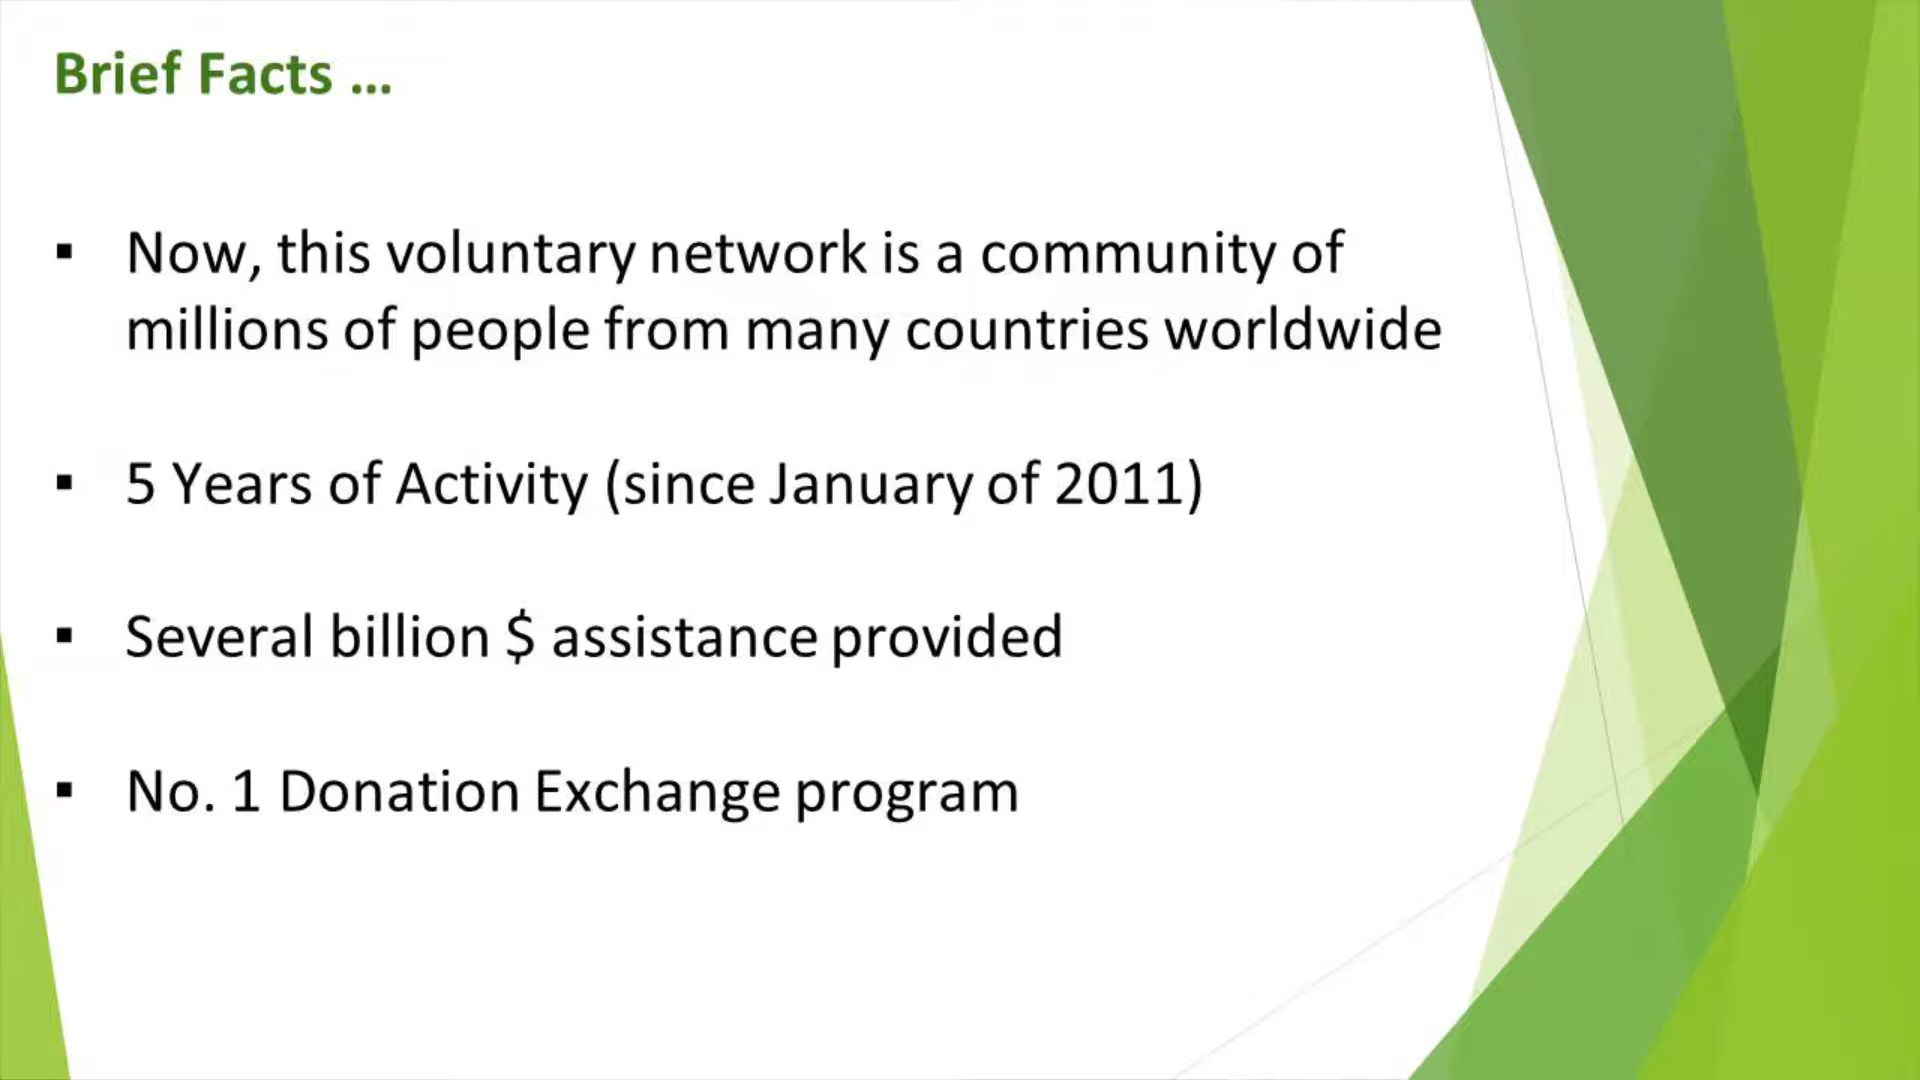 Brief Facts ...
▪ Now, this voluntary network is a community of
millions of people from many countries worldwide
▪ 5 Years of Activity (since January of 2011)
▪ Several billion $ assistance provided
▪ No. 1 Donation Exchange program